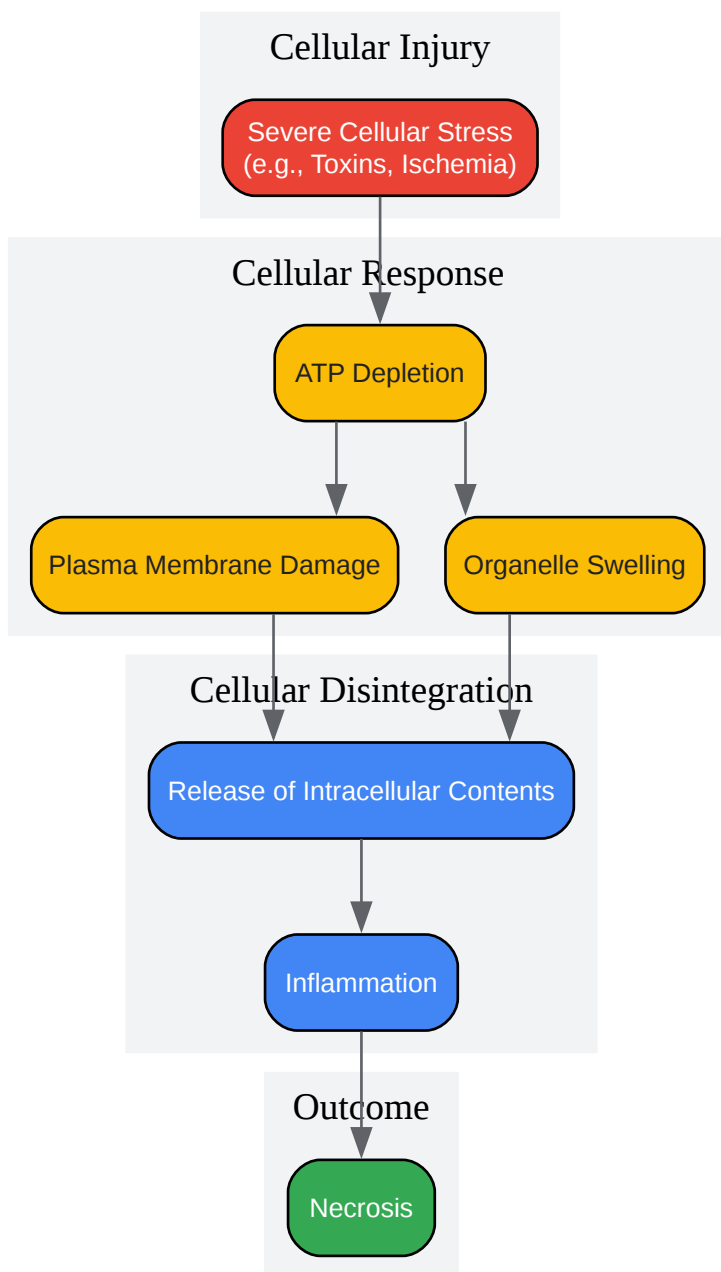 Cellular Injury
Severe Cellular Stress
(e.g., Toxins, Ischemia)
Cellular Response
ATP Depletion
Plasma Membrane Damage
Organelle Swelling
Cellular Disintegration
Release of Intracellular Contents
Inflammation
Outcome
Necrosis